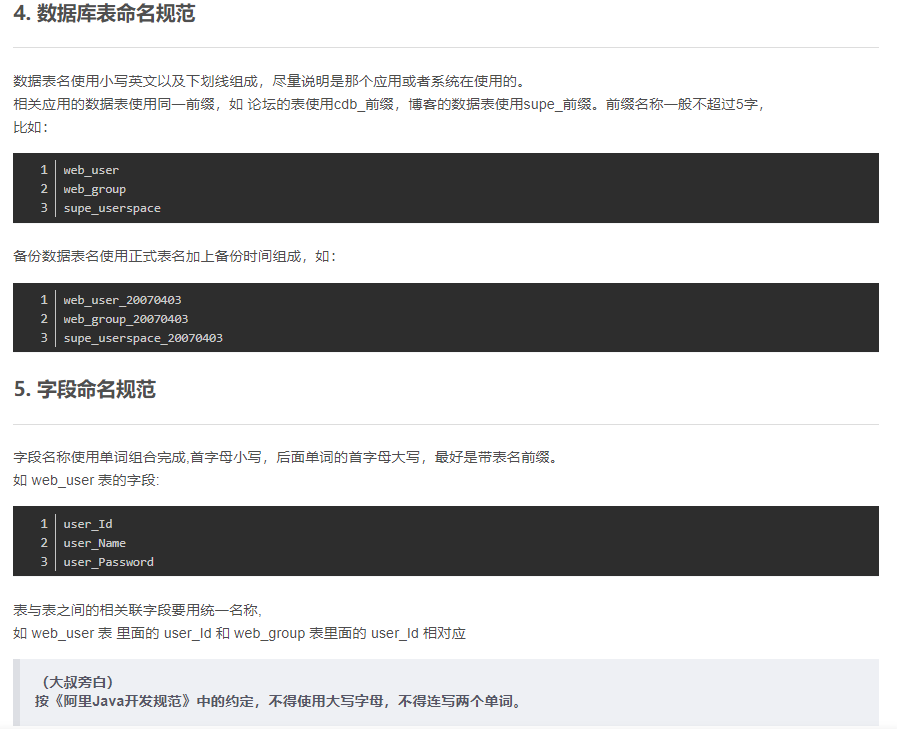 4. 数据库表命名规范
数据表名使用小写英文以及下划线组成，尽量说明是那个应用或者系统在使用的。
相关应用的数据表使用同一前缀，如 论坛的表使用cdb_前缀，博客的数据表使用supe_前缀。前缀名称一般不超过5字，
比如：
1 web_user
2 web_group
3 supe_userspace
备份数据表名使用正式表名加上备份时间组成，如：
1 web_user_20070403
2 web_group_20070403
3 supe_userspace_20070403
5. 字段命名规范
字段名称使用单词组合完成,首字母小写，后面单词的首字母大写，最好是带表名前缀。
如 web_user 表的字段:
1 user_Id
2 user_Name
3 user_Password
表与表之间的相关联字段要用统一名称,
如 web_user 表 里面的 user_Id 和 web_group 表里面的 user_Id 相对应
（大叔旁白）
按《阿里Java开发规范》中的约定，不得使用大写字母，不得连写两个单词。